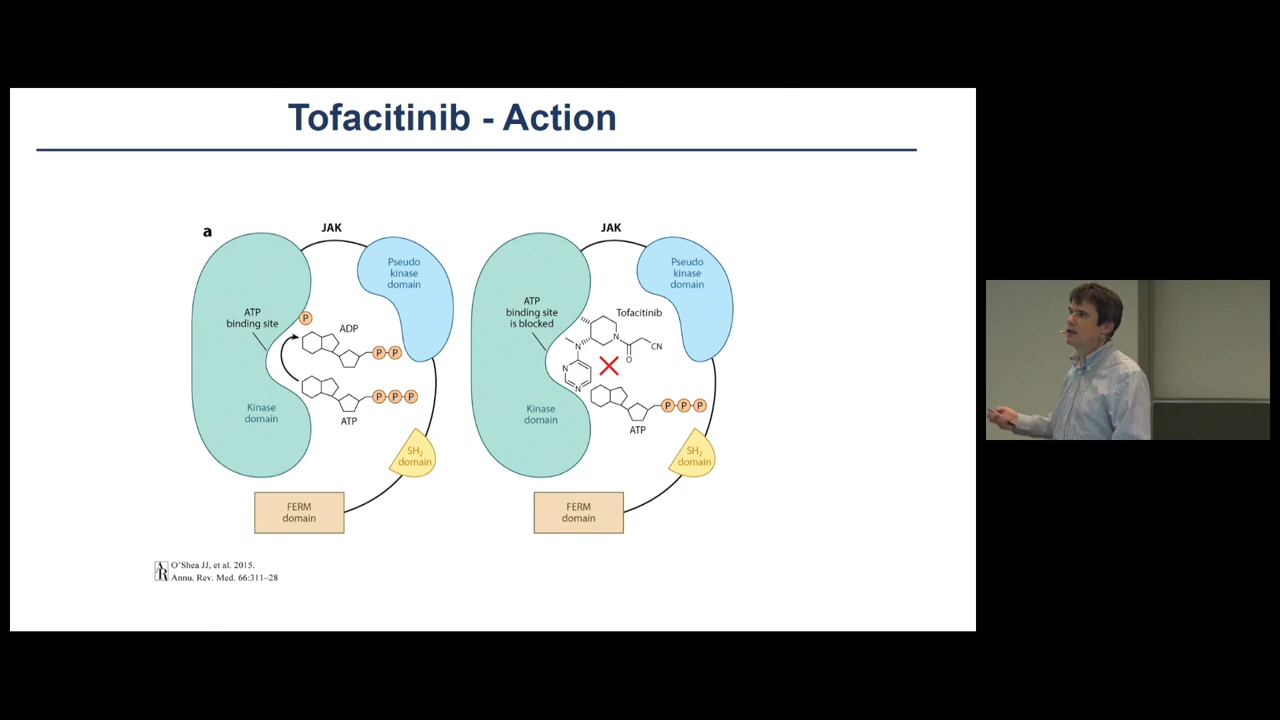 Tofacitinib - Action
a
JAK
Pseudo
kinase
domain
ATP
binding site
P
ADP
P P
P P P
ATP
Kinase
domain
SH2
domain
FERM
domain
JAK
Pseudo
kinase
domain
ATP
binding site
is blocked
Tofacitinib
N
N
CN
O
N
N
P P P
ATP
Kinase
domain
SH2
domain
FERM
domain
AR
O'Shea JJ, et al. 2015.
Annu. Rev. Med. 66:311–28